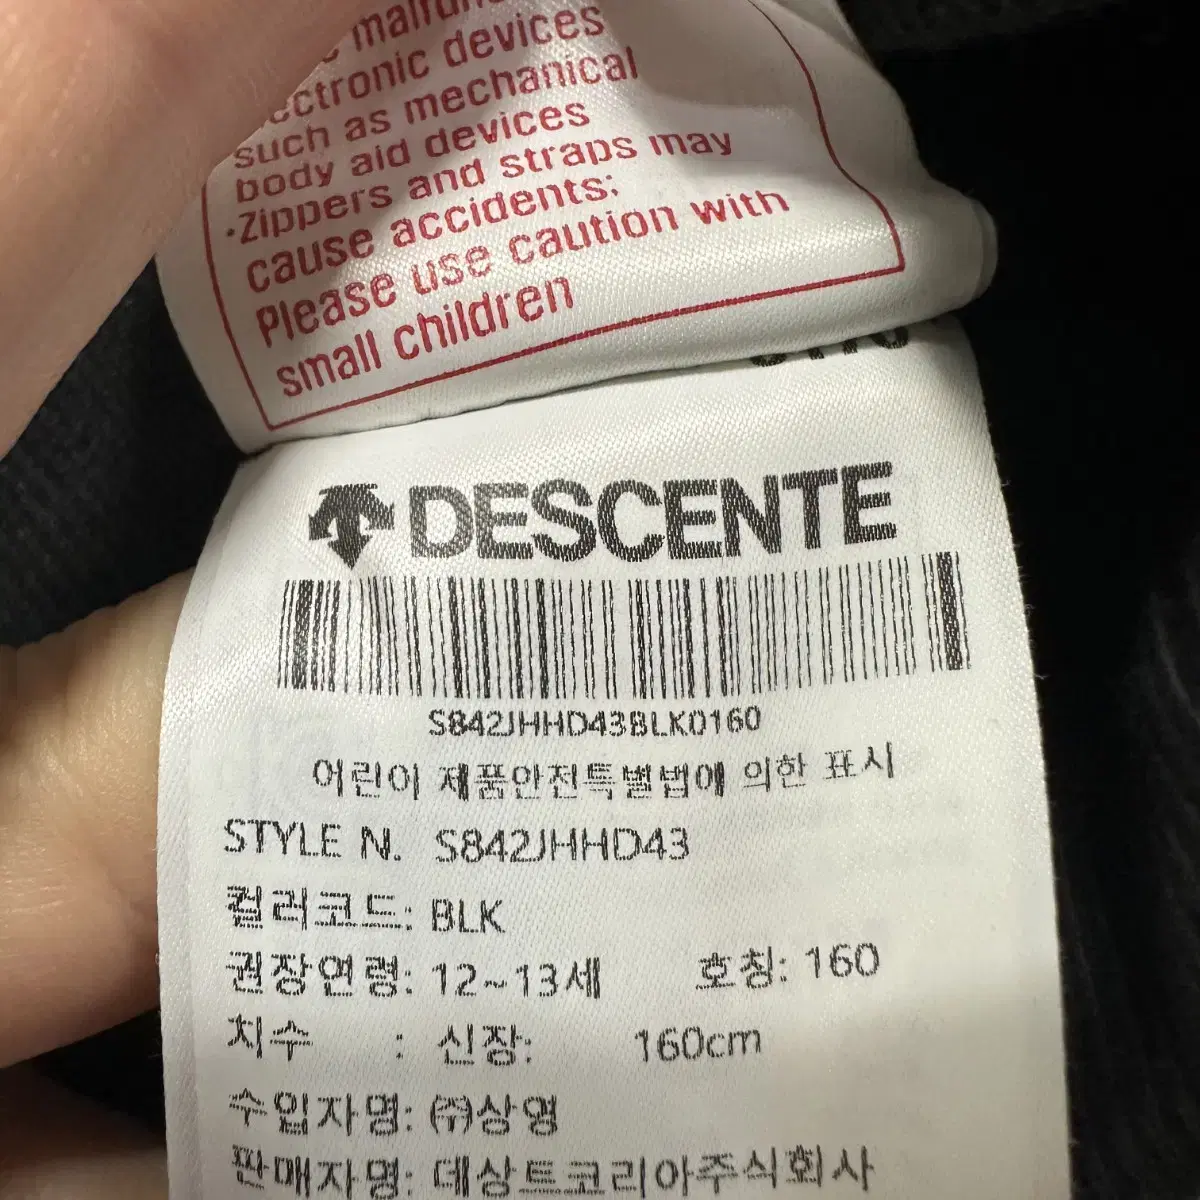 electronic devices
such as mechanical
body aid devices
·Zippers and straps may
cause accidents;
Please use caution with
small children
DESCENTE
S842JHHD43BLK0160
어린이 제품안전특별법에 의한 표시
STYLE N. S842JHHD43
컬러코드: BLK
권장연령: 12~13세 호칭: 160
치수 : 신장: 160cm
수입자명: ㈜상영
판매자명: 데상트코리아주식회사